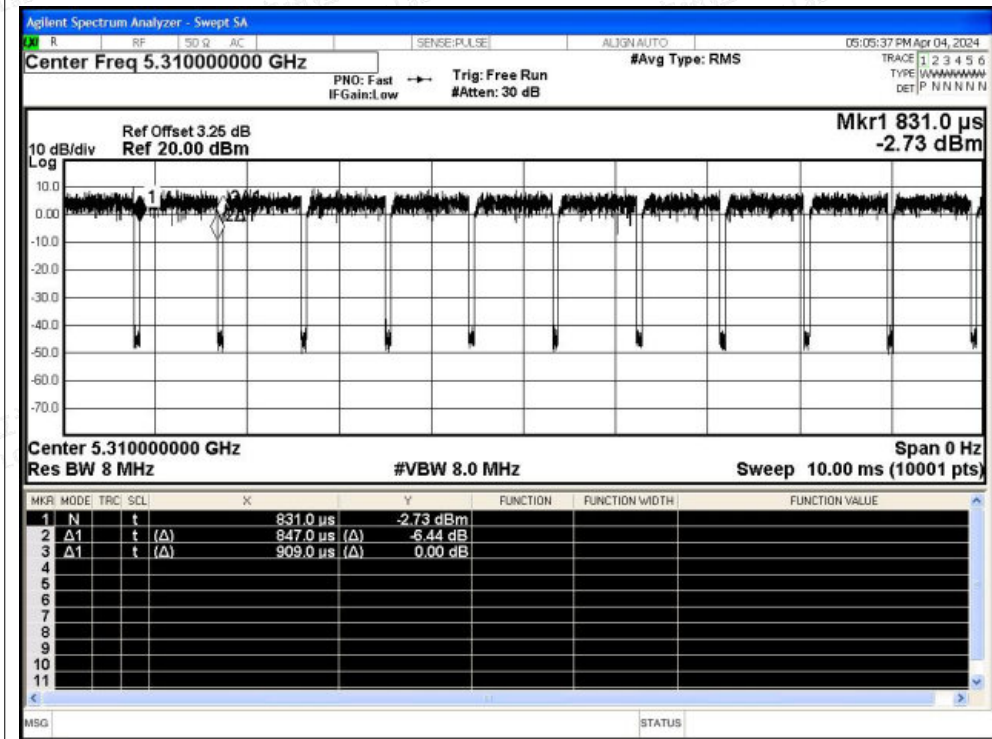 Agilent Spectrum Analyzer - Swept SA
R RF 50 Ω AC SENSE:PULSE ALIGN AUTO 05:05:37 PM Apr 04, 2024
Center Freq 5.310000000 GHz #Avg Type: RMS TRACE 1 2 3 4 5 6
PNO: Fast Trig: Free Run TYPE
IFGain:Low #Atten: 30 dB DET P N N N N N
Mkr1 831.0 µs
-2.73 dBm
Ref Offset 3.25 dB
10 dB/div Ref 20.00 dBm
Log
10.0
0.00
-10.0
-20.0
-30.0
-40.0
-50.0
-60.0
-70.0
1
Center 5.310000000 GHz Span 0 Hz
Res BW 8 MHz #VBW 8.0 MHz Sweep 10.00 ms (10001 pts)
MKR MODE TRC SCL X Y FUNCTION FUNCTION WIDTH FUNCTION VALUE
1 N t 831.0 µs -2.73 dBm
2 Δ1 t (Δ) 847.0 µs (Δ) -6.44 dB
3 Δ1 t (Δ) 909.0 µs (Δ) 0.00 dB
4
5
6
7
8
9
10
11
MSG STATUS